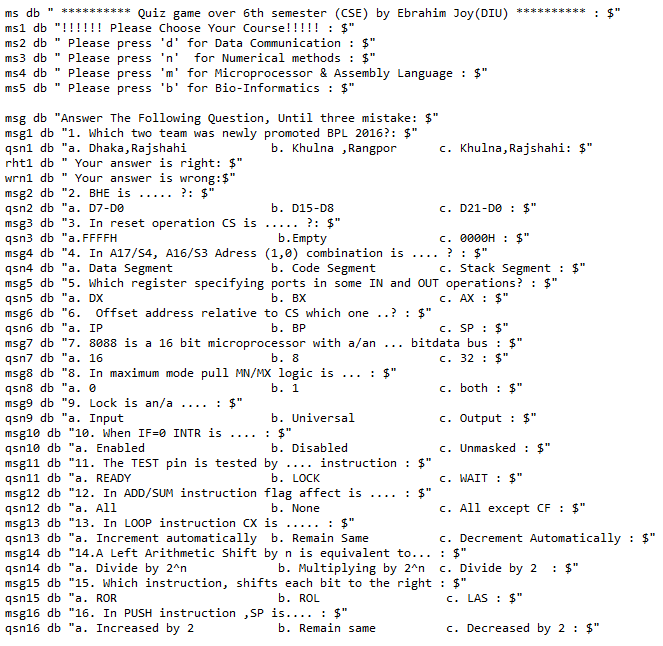 ms db " ********** Quiz game over 6th semester (CSE) by Ebrahim Joy(DIU) ********** : $"
ms1 db "!!!!!! Please Choose Your Course!!!!! : $"
ms2 db " Please press 'd' for Data Communication : $"
ms3 db " Please press 'n'  for Numerical methods : $"
ms4 db " Please press 'm' for Microprocessor & Assembly Language : $"
ms5 db " Please press 'b' for Bio-Informatics : $"

msg db "Answer The Following Question, Until three mistake: $"
msg1 db "1. Which two team was newly promoted BPL 2016?: $"
qsn1 db "a. Dhaka,Rajshahi            b. Khulna ,Rangpor      c. Khulna,Rajshahi: $"
rht1 db " Your answer is right: $"
wrn1 db " Your answer is wrong:$"
msg2 db "2. BHE is ..... ?: $"
qsn2 db "a. D7-D0                     b. D15-D8               c. D21-D0 : $"
msg3 db "3. In reset operation CS is ..... ?: $"
qsn3 db "a.FFFFH                       b.Empty                c. 0000H : $"
msg4 db "4. In A17/S4, A16/S3 Adress (1,0) combination is .... ? : $"
qsn4 db "a. Data Segment              b. Code Segment         c. Stack Segment : $"
msg5 db "5. Which register specifying ports in some IN and OUT operations? : $"
qsn5 db "a. DX                        b. BX                   c. AX : $"
msg6 db "6.  Offset address relative to CS which one ..? : $"
qsn6 db "a. IP                        b. BP                   c. SP : $"
msg7 db "7. 8088 is a 16 bit microprocessor with a/an ... bitdata bus : $"
qsn7 db "a. 16                        b. 8                    c. 32 : $"
msg8 db "8. In maximum mode pull MN/MX logic is ... : $"
qsn8 db "a. 0                         b. 1                    c. both : $"
msg9 db "9. Lock is an/a .... : $"
qsn9 db "a. Input                     b. Universal            c. Output : $"
msg10 db "10. When IF=0 INTR is .... : $"
qsn10 db "a. Enabled                  b. Disabled             c. Unmasked : $"
msg11 db "11. The TEST pin is tested by .... instruction : $"
qsn11 db "a. READY                    b. LOCK                 c. WAIT : $"
msg12 db "12. In ADD/SUM instruction flag affect is .... : $"
qsn12 db "a. All                      b. None                 c. All except CF : $"
msg13 db "13. In LOOP instruction CX is ..... : $"
qsn13 db "a. Increment automatically  b. Remain Same          c. Decrement Automatically : $"
msg14 db "14.A Left Arithmetic Shift by n is equivalent to... : $"
qsn14 db "a. Divide by 2^n             b. Multiplying by 2^n  c. Divide by 2  : $"
msg15 db "15. Which instruction, shifts each bit to the right : $"
qsn15 db "a. ROR                       b. ROL                  c. LAS : $"
msg16 db "16. In PUSH instruction ,SP is.... : $"
qsn16 db "a. Increased by 2            b. Remain same          c. Decreased by 2 : $"